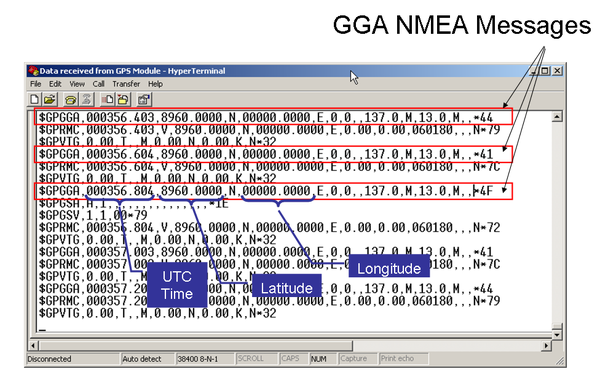 GGA NMEA Messages
Data received from GPS Module - HyperTerminal
File Edit View Call Transfer Help
$GPGGA,000356.403,8960.0000,N,00000.0000,E,0,0,,137.0,M,13.0,M,,*44
$GPRMC,000356.403,V,8960.0000,N,00000.0000,E,0.00,0.00,060180,,,N*79
$GPVTG,0.00,T,,M,0.00,N,0.00,K,N*32
$GPGGA,000356.604,8960.0000,N,00000.0000,E,0,0,,137.0,M,13.0,M,,*41
$GPRMC,000356.604,V,8960.0000,N,00000.0000,E,0.00,0.00,060180,,,N*7C
$GPVTG,0.00,T,,M,0.00,N,0.00,K,N*32
$GPGGA,000356.804,8960.0000,N,00000.0000,E,0,0,,137.0,M,13.0,M,,*4F
$GPGSA,A,1,,,,,,,,,,,,,,,*1E
$GPGSV,1,1,00*79
$GPRMC,000356.804,V,8960.0000,N,00000.0000,E,0.00,0.00,060180,,,N*72
$GPVTG,0.00,T,,M,0.00,N,0.00,K,N*32
$GPGGA,000357.003,8960.0000,N,00000.0000,E,0,0,,137.0,M,13.0,M,,*41
$GPRMC,00 .0000,N,00000. E,0.00,0.00,060180,,,N*7C
$GPVTG,0.00 K,N*32
$GPGGA,000357.20 00000.0000,E,0,0,,137.0,M,13.0,M,,*44
$GPRMC,000357.20 00000.0000,E,0.00,0.00,060180,,,N*79
$GPVTG,0.00,T,,M,0.00,N,0.00,K,N*32
UTC
Time
Latitude
Longitude
Disconnected Auto detect 38400 8-N-1 SCROLL CAPS NUM Capture Print echo